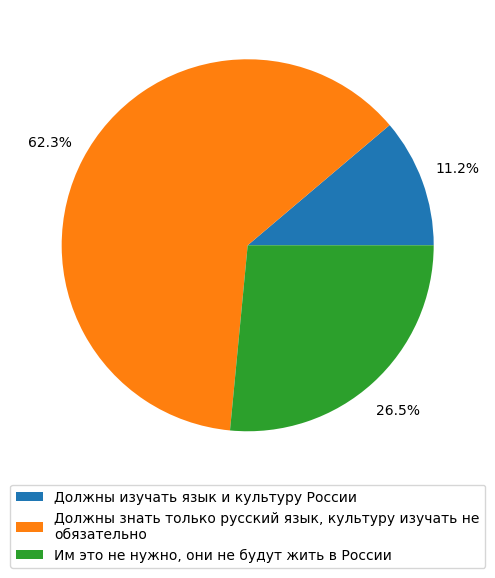 62.3%
11.2%
26.5%
Должны изучать язык и культуру России
Должны знать только русский язык, культуру изучать не
обязательно
Им это не нужно, они не будут жить в России